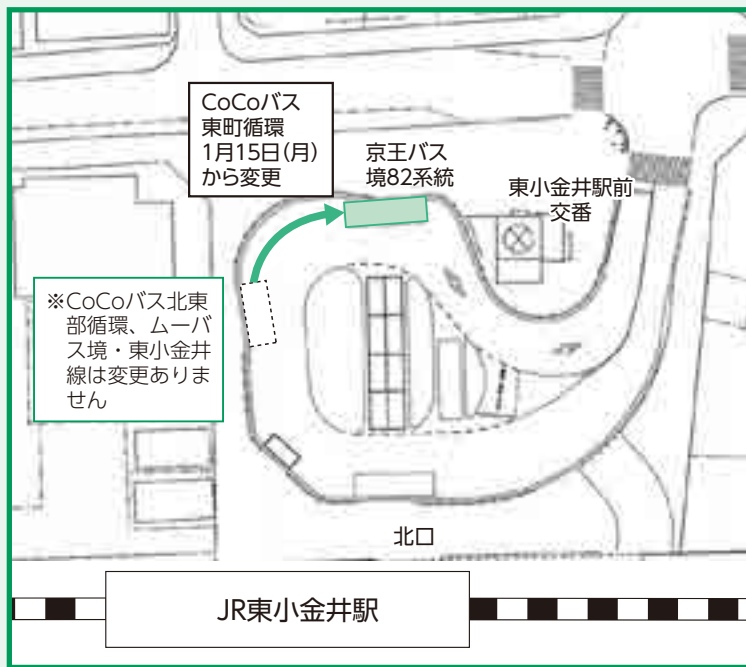 CoCoバス
東町循環
1月15日(月)
から変更
京王バス
境82系統
東小金井駅前
交番
※CoCoバス北東
部循環、ムーバ
ス境・東小金井
線は変更ありま
せん
北口
JR東小金井駅